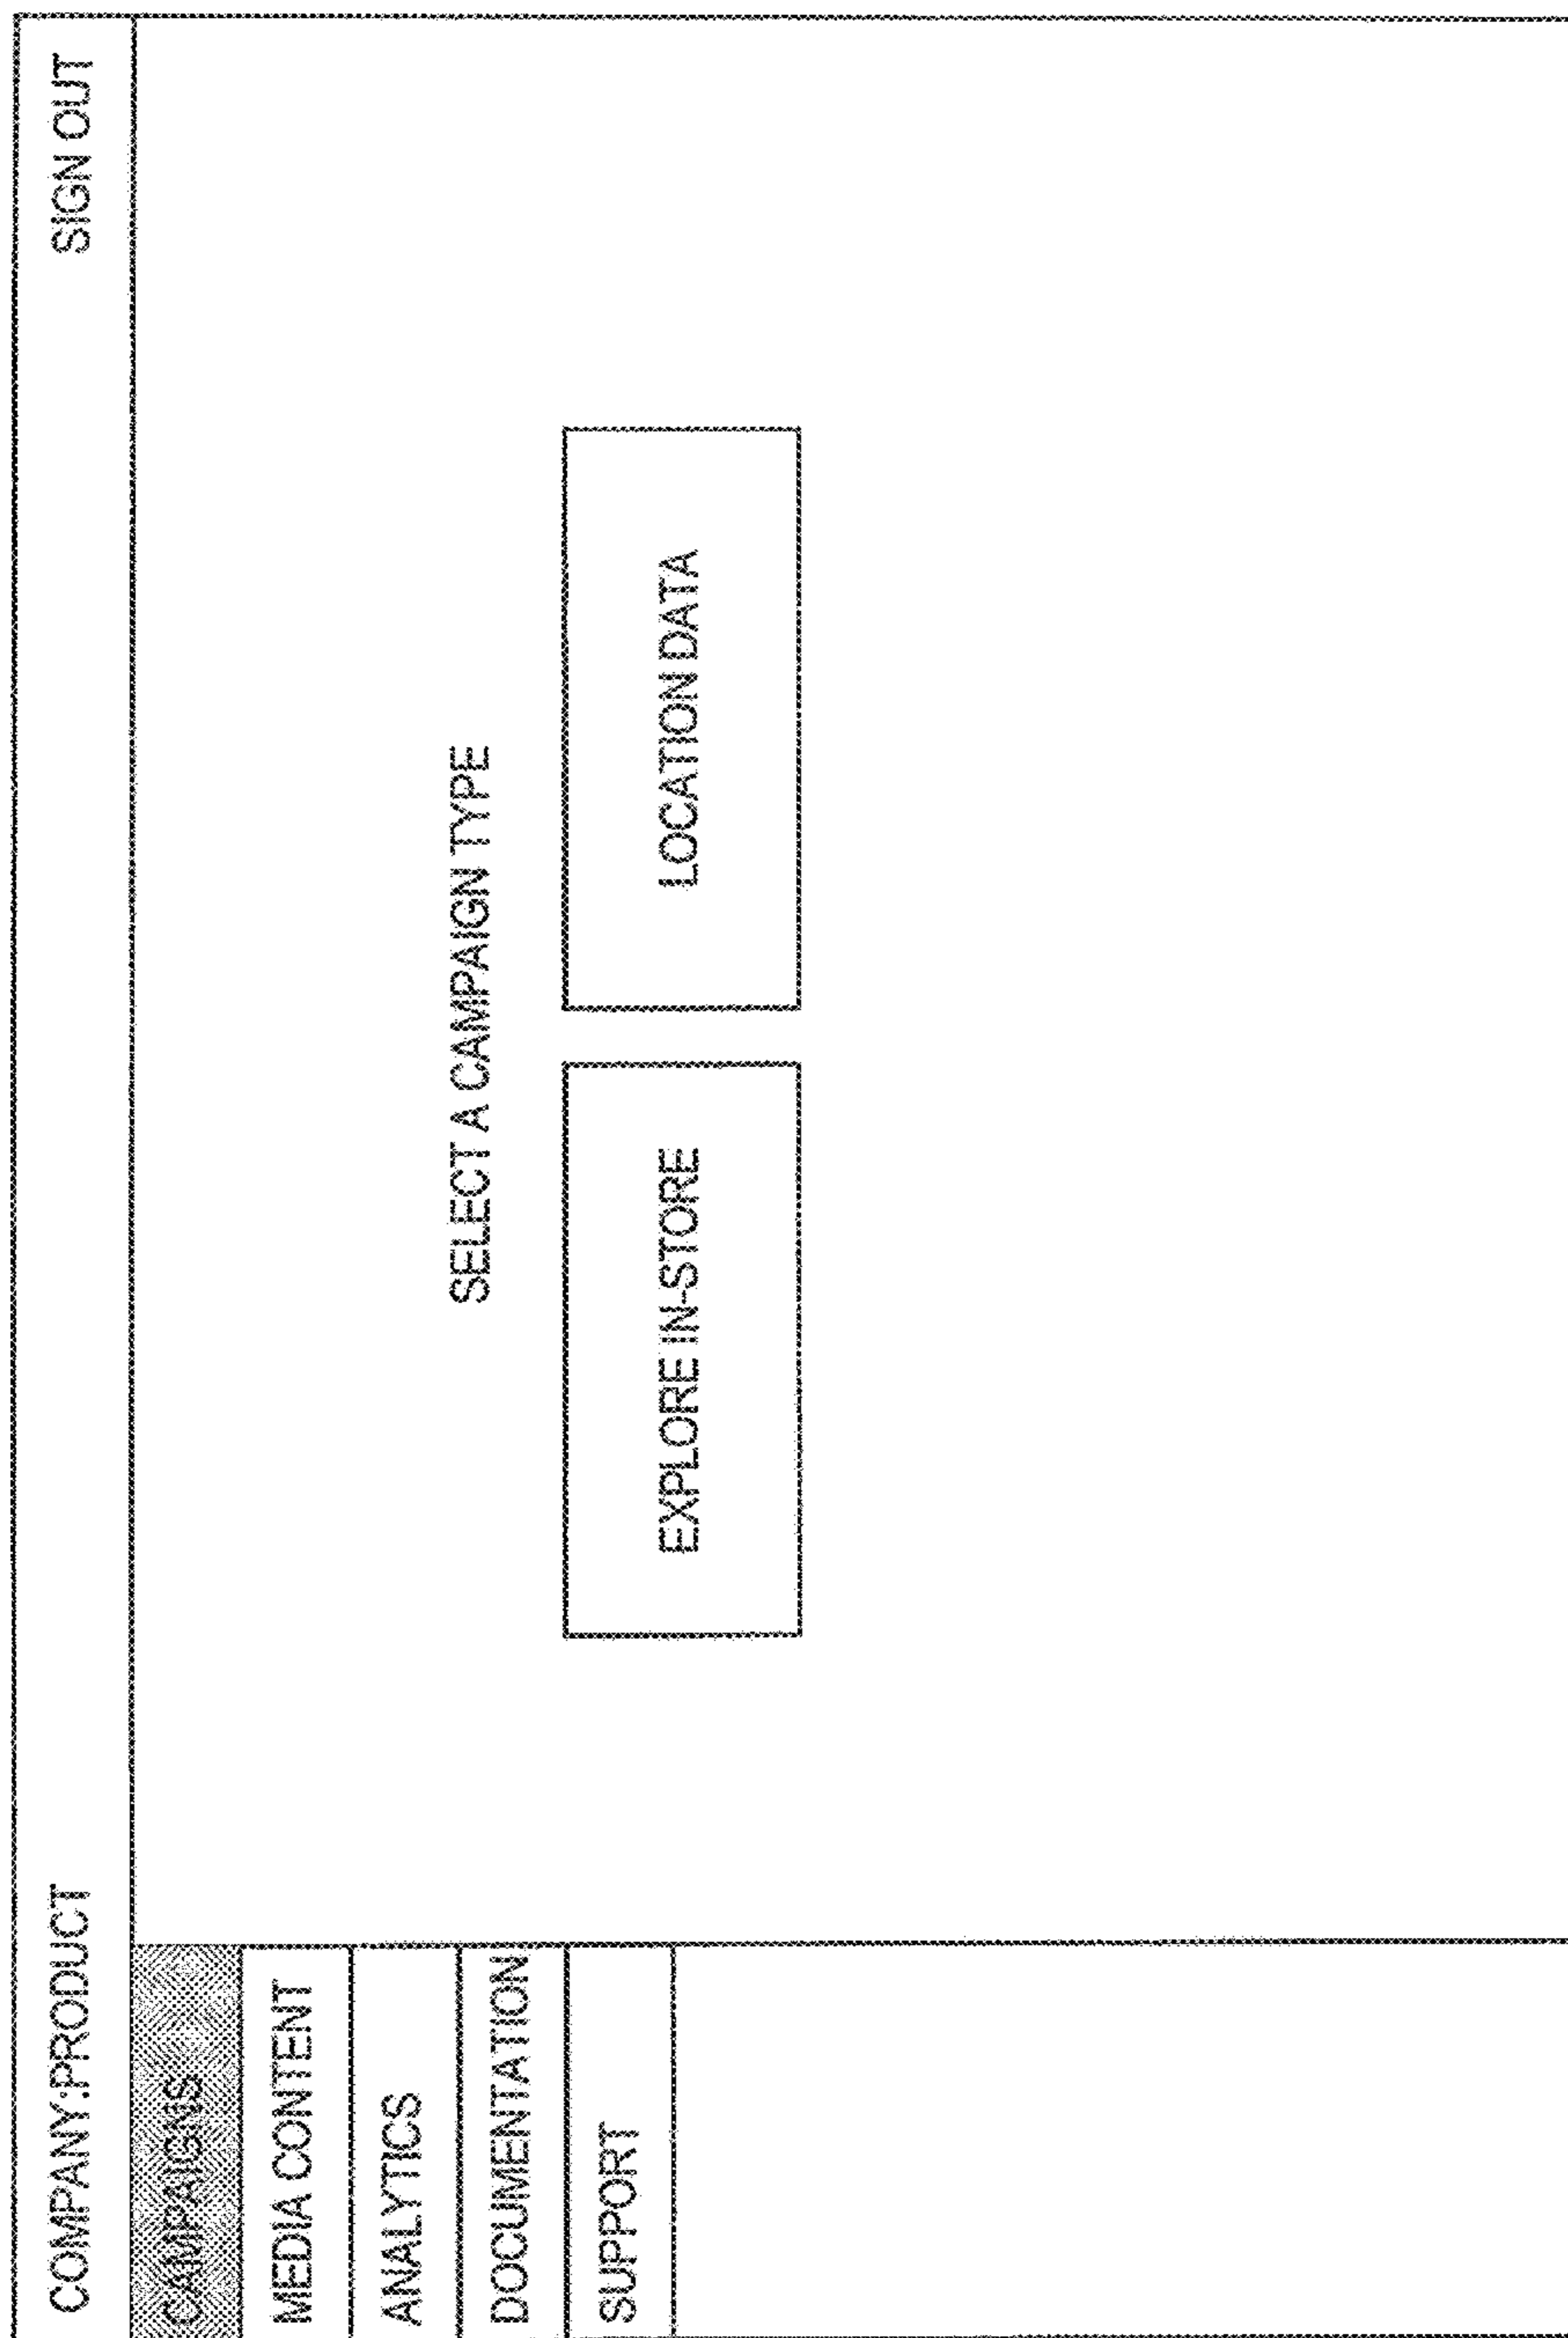 COMPANY:PRODUCT
SIGN OUT
CAMPAIGNS
MEDIA CONTENT
ANALYTICS
DOCUMENTATION
SUPPORT
SELECT A CAMPAIGN TYPE
EXPLORE IN-STORE
LOCATION DATA